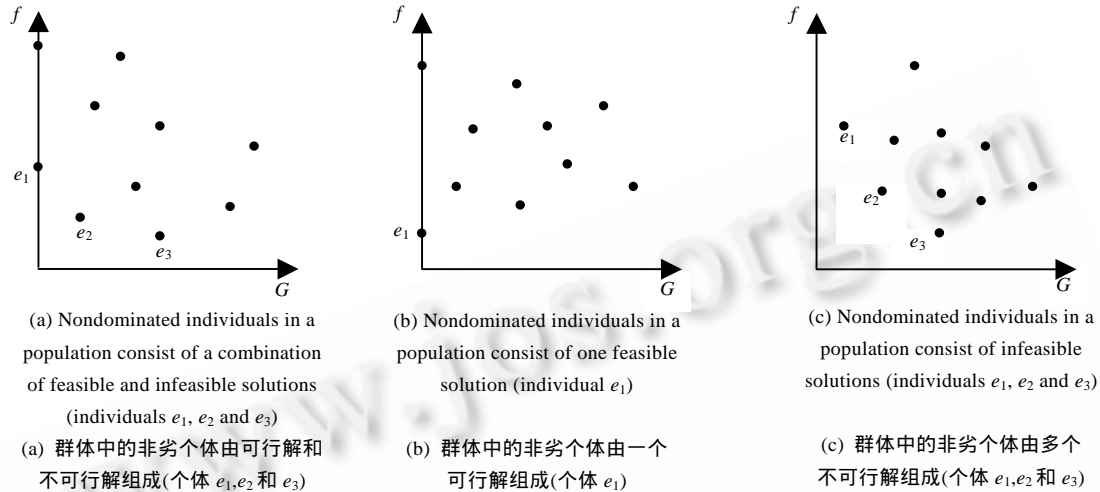 f
e1
e2
e3
G
(a) Nondominated individuals in a
population consist of a combination
of feasible and infeasible solutions
(individuals e1, e2 and e3)
(a) 群体中的非劣个体由可行解和
不可行解组成(个体 e1,e2 和 e3)
f
e1
G
(b) Nondominated individuals in a
population consist of one feasible
solution (individual e1)
(b) 群体中的非劣个体由一个
可行解组成(个体 e1)
f
e1
e2
e3
G
(c) Nondominated individuals in a
population consist of infeasible
solutions (individuals e1, e2 and e3)
(c) 群体中的非劣个体由多个
不可行解组成(个体 e1,e2 和 e3)
www.jos.org.cn